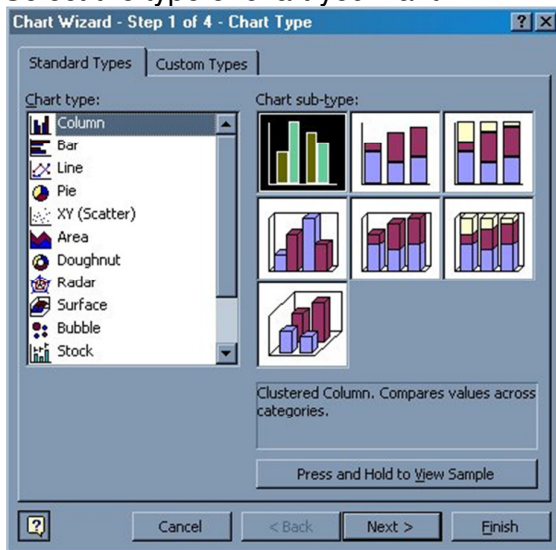 Chart Wizard - Step 1 of 4 - Chart Type
Standard Types
Custom Types
Chart type:
Column
Bar
Line
Pie
XY (Scatter)
Area
Doughnut
Radar
Surface
Bubble
Stock
Chart sub-type:
Clustered Column. Compares values across
categories.
Press and Hold to View Sample
Cancel
< Back
Next >
Finish